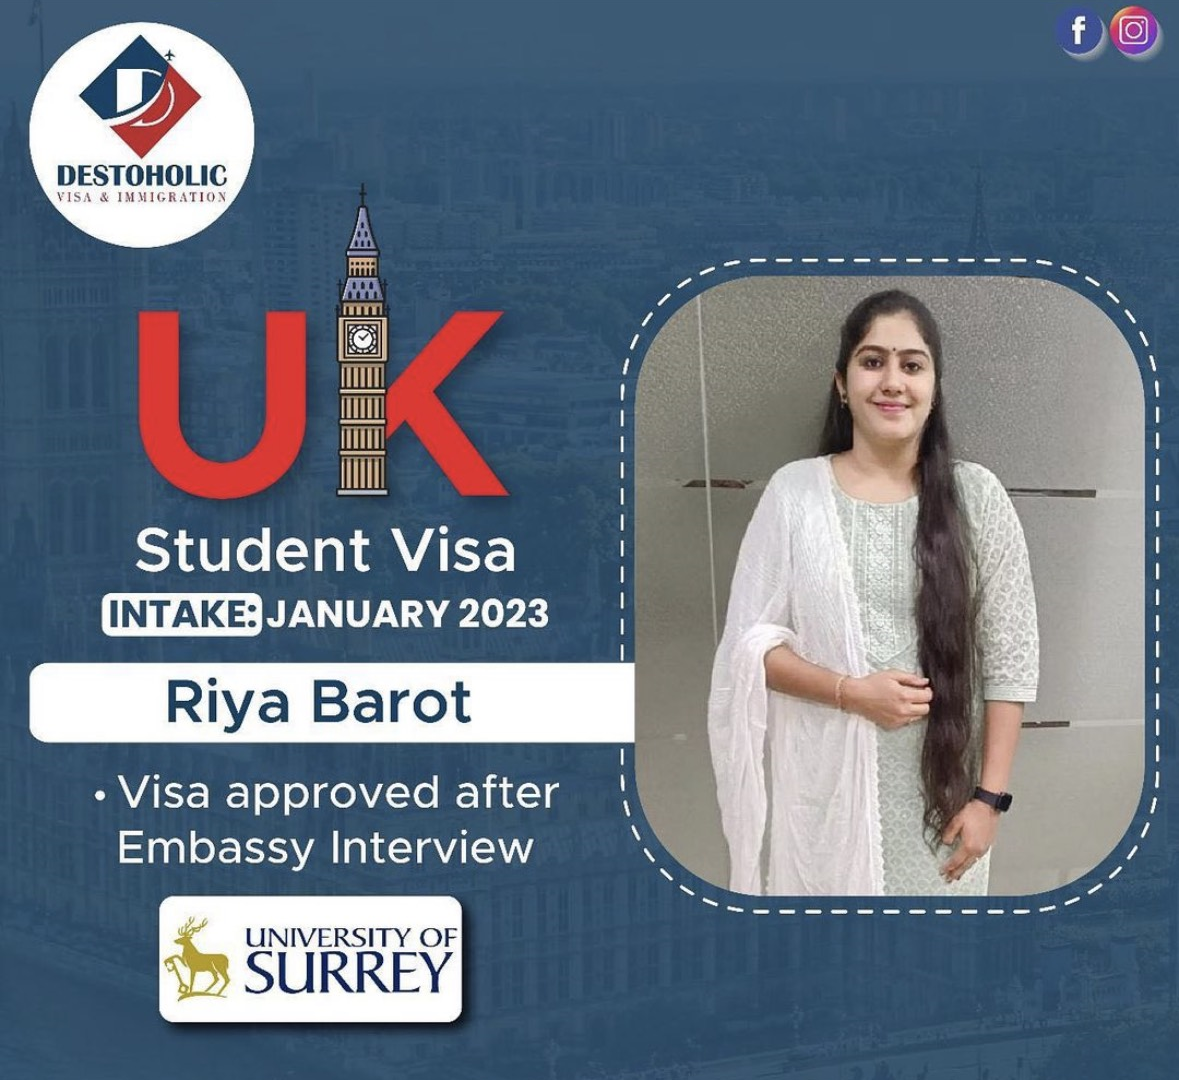 DESTOHOLIC
VISA & IMMIGRATION
UK
Student Visa
INTAKE: JANUARY 2023
Riya Barot
• Visa approved after
Embassy Interview
UNIVERSITY OF
SURREY